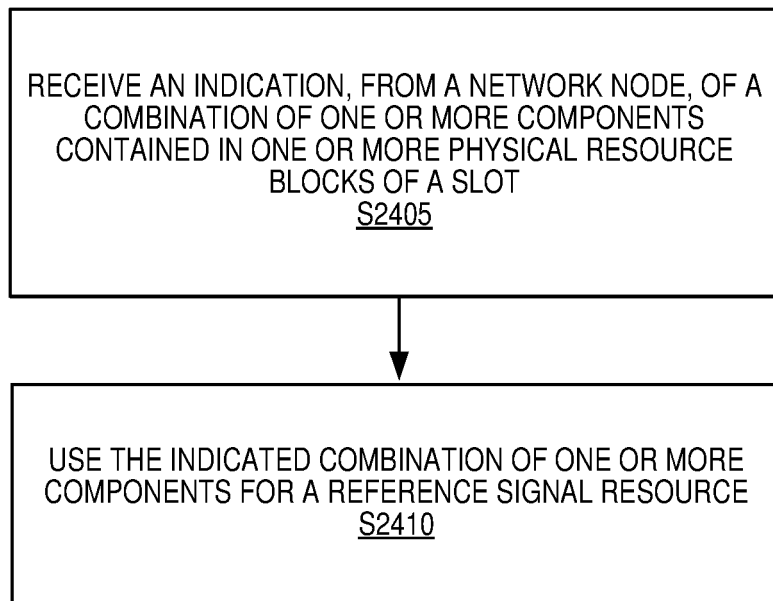 RECEIVE AN INDICATION, FROM A NETWORK NODE, OF A
COMBINATION OF ONE OR MORE COMPONENTS
CONTAINED IN ONE OR MORE PHYSICAL RESOURCE
BLOCKS OF A SLOT
S2405
USE THE INDICATED COMBINATION OF ONE OR MORE
COMPONENTS FOR A REFERENCE SIGNAL RESOURCE
S2410